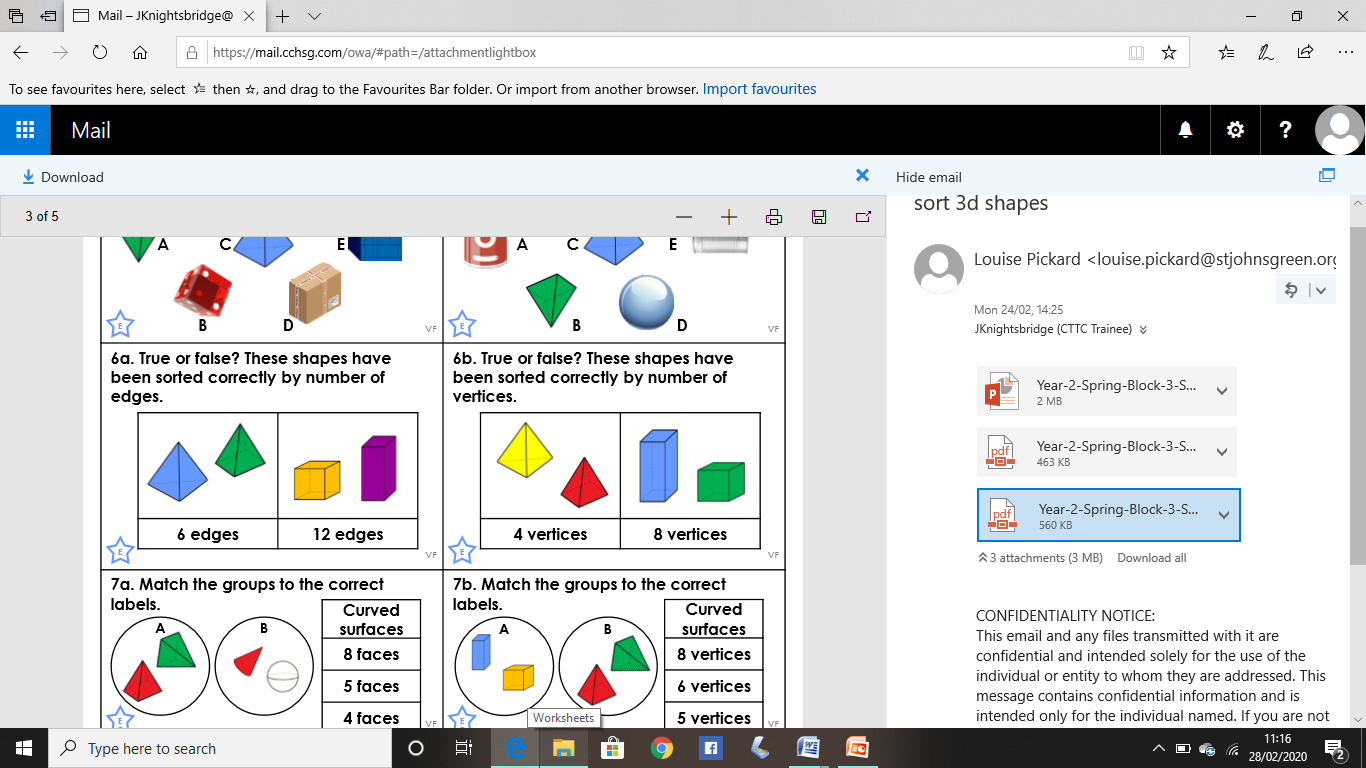 Mail – JKnightsbridge@
https://mail.cchsg.com/owa/#path=/attachmentlightbox
To see favourites here, select then , and drag to the Favourites Bar folder. Or import from another browser. Import favourites
Mail
Download
Hide email
3 of 5
sort 3d shapes
Louise Pickard <louise.pickard@stjohnsgreen.org
Mon 24/02, 14:25
JKnightsbridge (CTTC Trainee)
Year-2-Spring-Block-3-S...
2 MB
pdf
Year-2-Spring-Block-3-S...
463 KB
pdf
Year-2-Spring-Block-3-S...
560 KB
3 attachments (3 MB) Download all
CONFIDENTIALITY NOTICE:
This email and any files transmitted with it are
confidential and intended solely for the use of the
individual or entity to whom they are addressed. This
message contains confidential information and is
intended only for the individual named. If you are not
A C E
B D
E VF
A C E
B D
E VF
6a. True or false? These shapes have
been sorted correctly by number of
edges.
6 edges 12 edges
E VF
6b. True or false? These shapes have
been sorted correctly by number of
vertices.
4 vertices 8 vertices
E VF
7a. Match the groups to the correct
labels.
A B
Curved
surfaces
8 faces
5 faces
4 faces
E VF
7b. Match the groups to the correct
labels.
A B
Curved
surfaces
8 vertices
6 vertices
5 vertices
E VF
Worksheets
Type here to search
11:16
28/02/2020
2